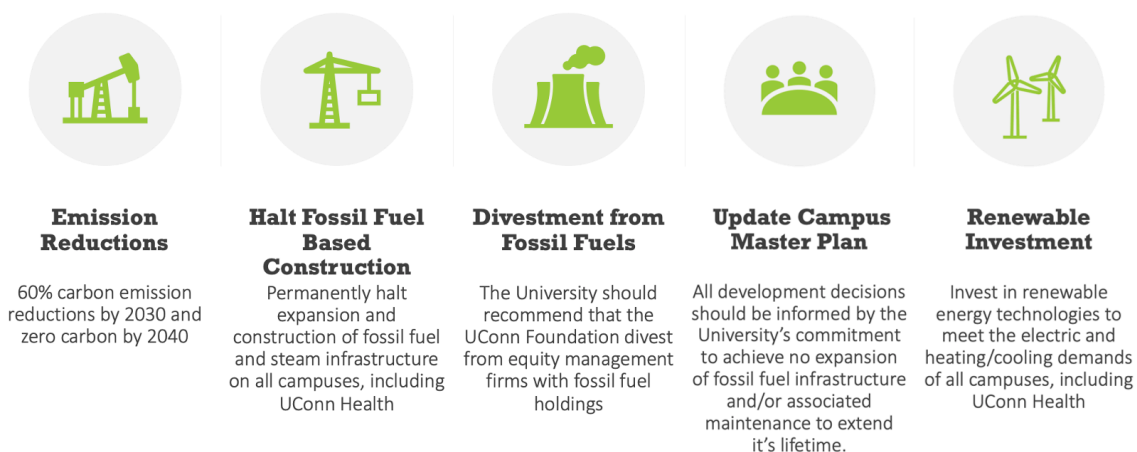 Emission
Reductions
60% carbon emission
reductions by 2030 and
zero carbon by 2040
Halt Fossil Fuel
Based
Construction
Permanently halt
expansion and
construction of fossil fuel
and steam infrastructure
on all campuses, including
UConn Health
Divestment from
Fossil Fuels
The University should
recommend that the
UConn Foundation divest
from equity management
firms with fossil fuel
holdings
Update Campus
Master Plan
All development decisions
should be informed by the
University’s commitment
to achieve no expansion
of fossil fuel infrastructure
and/or associated
maintenance to extend
it’s lifetime.
Renewable
Investment
Invest in renewable
energy technologies to
meet the electric and
heating/cooling demands
of all campuses, including
UConn Health